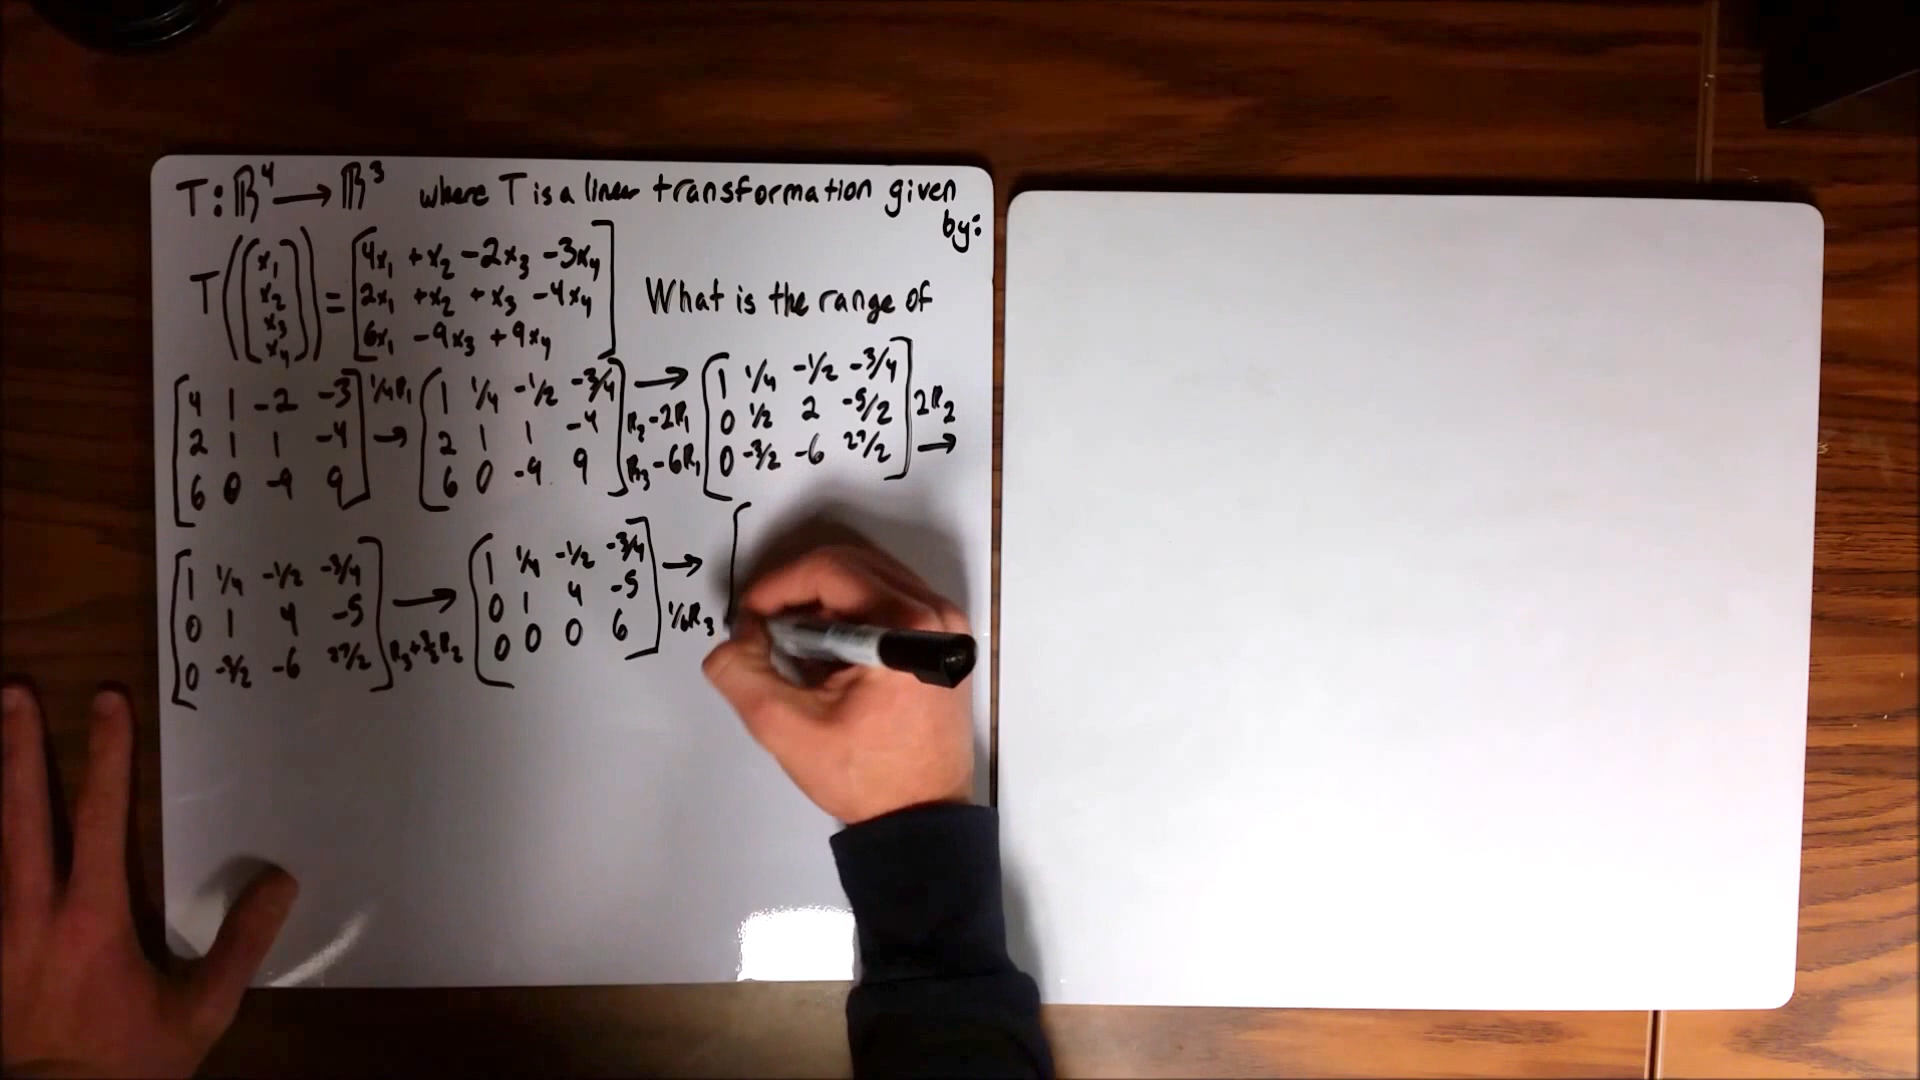 T: ℝ⁴ → ℝ³ where T is a linear transformation given
by:
T([x₁ x₂ x₃ x₄]) = [4x₁ + x₂ - 2x₃ - 3x₄
2x₁ + x₂ + x₃ - 4x₄
6x₁ - 9x₃ + 9x₄]
What is the range of
[4 1 -2 -3] 1/4R₁ [1 1/4 -1/2 -3/4] → [1 1/4 -1/2 -3/4]
[2 1 1 -4] → [2 1 1 -4] R₂-2R₁ [0 1/2 2 -5/2] 2R₂
[6 0 -9 9] [6 0 -9 9] R₃-6R₁ [0 -3/2 -6 27/2] →
[1 1/4 -1/2 -3/4] [1 1/4 -1/2 -3/4] → [
[0 1 4 -5] → [0 1 4 -5]
[0 -3/2 -6 27/2] R₃+3/2R₂ [0 0 0 6] 1/6R₃